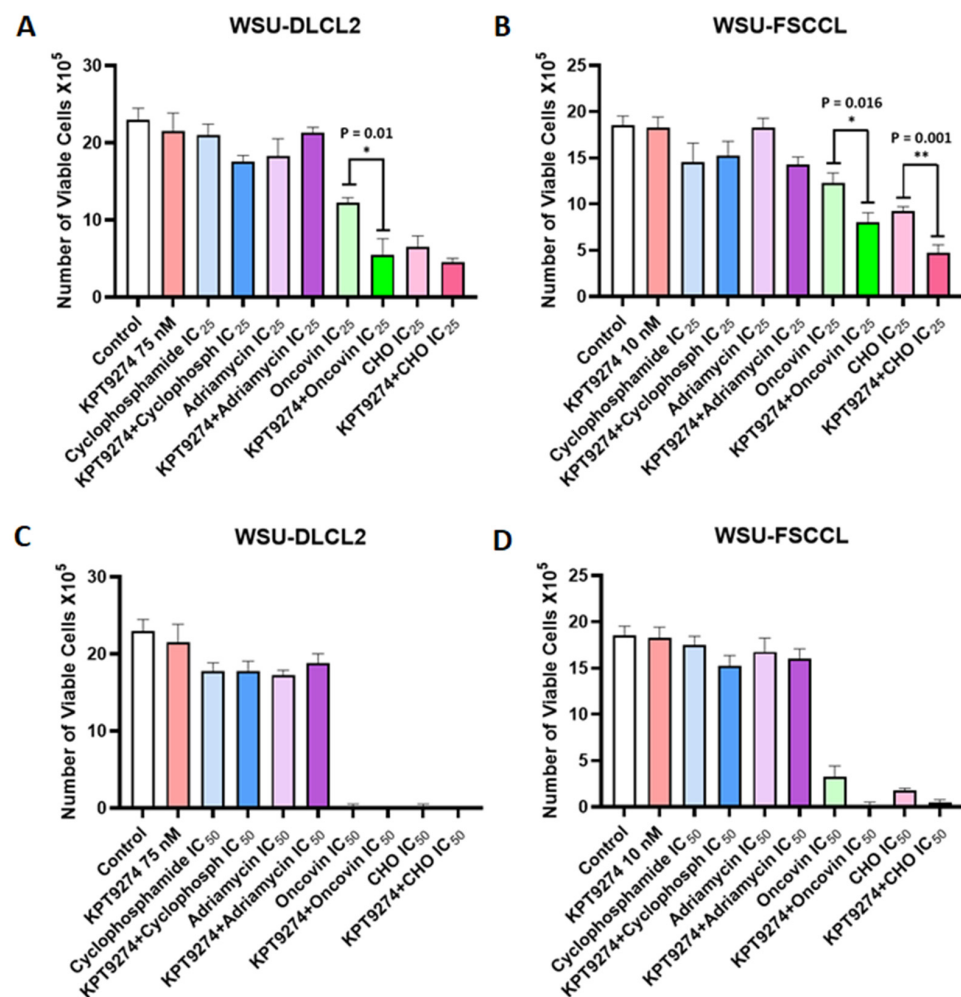 A
WSU-DLCL2
Number of Viable Cells X10⁵
30
20
10
0
P = 0.01
*
Control
KPT9274 75 nM
Cyclophosphamide IC₂₅
KPT9274+Cyclophosph IC₂₅
Adriamycin IC₂₅
KPT9274+Adriamycin IC₂₅
Oncovin IC₂₅
KPT9274+Oncovin IC₂₅
CHO IC₂₅
KPT9274+CHO IC₂₅
B
WSU-FSCCL
Number of Viable Cells X10⁵
25
20
15
10
5
0
P = 0.016
*
P = 0.001
**
Control
KPT9274 10 nM
Cyclophosphamide IC₂₅
KPT9274+Cyclophosph IC₂₅
Adriamycin IC₂₅
KPT9274+Adriamycin IC₂₅
Oncovin IC₂₅
KPT9274+Oncovin IC₂₅
CHO IC₂₅
KPT9274+CHO IC₂₅
C
WSU-DLCL2
Number of Viable Cells X10⁵
30
20
10
0
Control
KPT9274 75 nM
Cyclophosphamide IC₅₀
KPT9274+Cyclophosph IC₅₀
Adriamycin IC₅₀
KPT9274+Adriamycin IC₅₀
Oncovin IC₅₀
KPT9274+Oncovin IC₅₀
CHO IC₅₀
KPT9274+CHO IC₅₀
D
WSU-FSCCL
Number of Viable Cells X10⁵
25
20
15
10
5
0
Control
KPT9274 10 nM
Cyclophosphamide IC₅₀
KPT9274+Cyclophosph IC₅₀
Adriamycin IC₅₀
KPT9274+Adriamycin IC₅₀
Oncovin IC₅₀
KPT9274+Oncovin IC₅₀
CHO IC₅₀
KPT9274+CHO IC₅₀